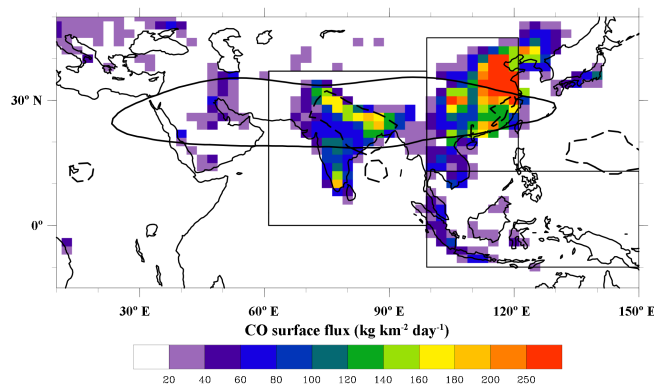 30° N
0°
30° E 60° E 90° E 120° E 150° E
CO surface flux (kg km⁻² day⁻¹)
20 40 60 80 100 120 140 160 180 200 250